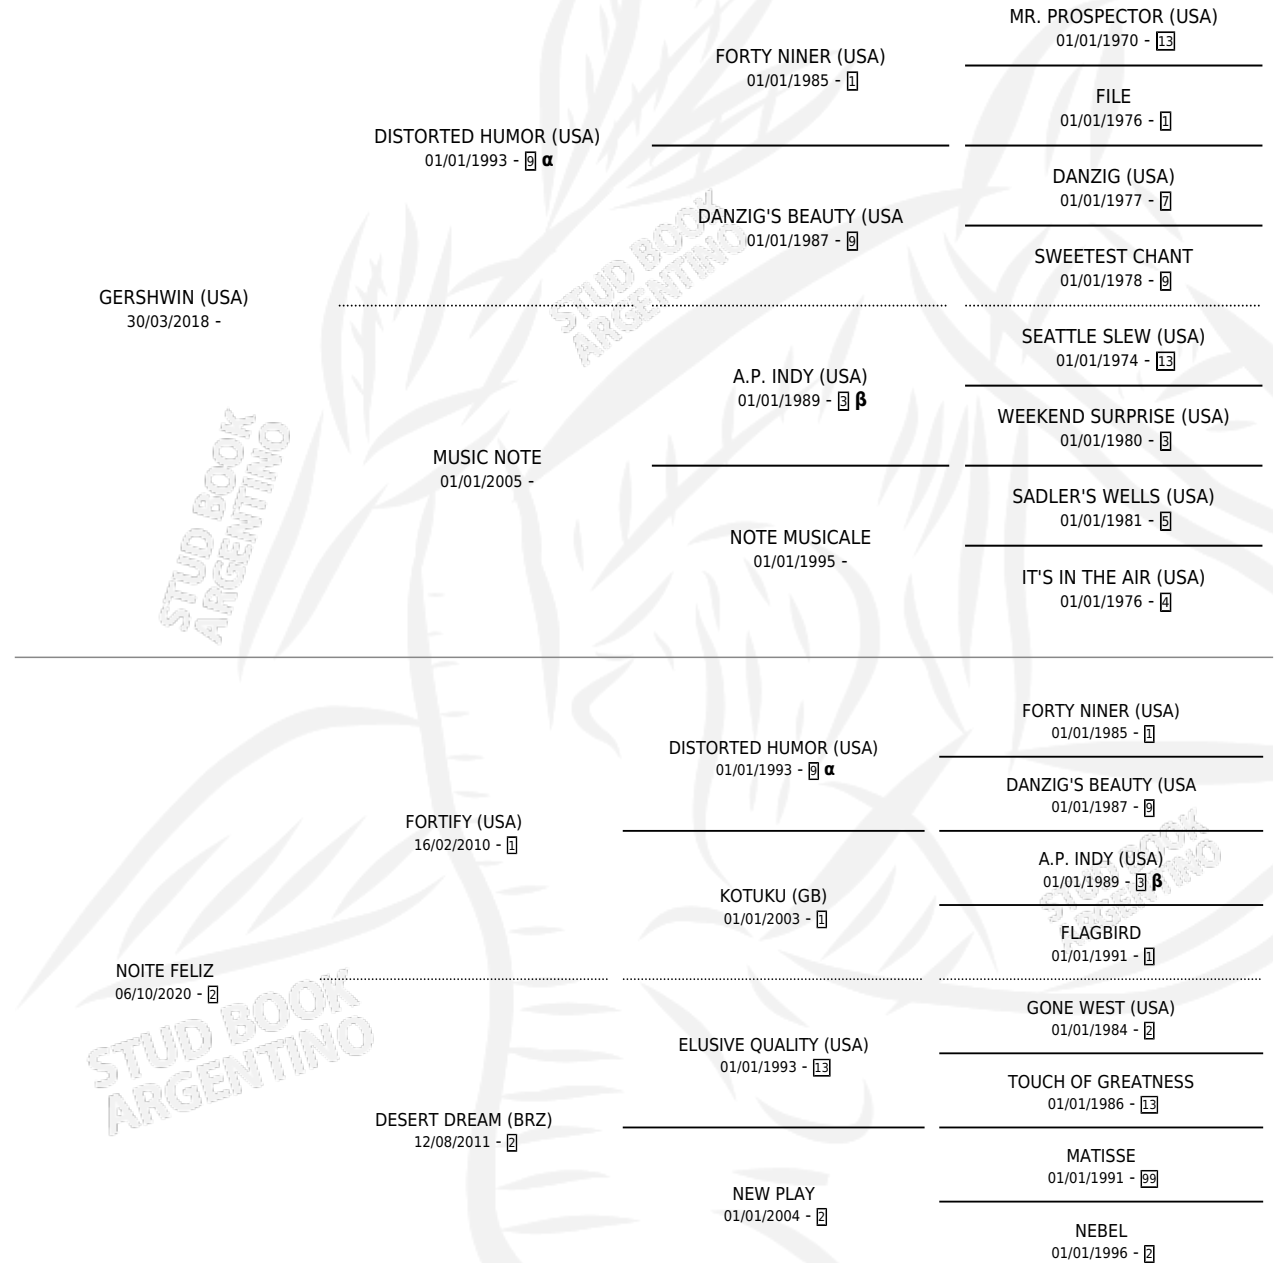 MR. PROSPECTOR (USA)
01/01/1970 - 13
FORTY NINER (USA)
01/01/1985 - 1
FILE
01/01/1976 - 1
DISTORTED HUMOR (USA)
01/01/1993 - 9 α
DANZIG (USA)
01/01/1977 - 7
DANZIG'S BEAUTY (USA
01/01/1987 - 9
SWEETEST CHANT
01/01/1978 - 9
GERSHWIN (USA)
30/03/2018 -
SEATTLE SLEW (USA)
01/01/1974 - 13
A.P. INDY (USA)
01/01/1989 - 3 β
WEEKEND SURPRISE (USA)
01/01/1980 - 3
MUSIC NOTE
01/01/2005 -
SADLER'S WELLS (USA)
01/01/1981 - 5
NOTE MUSICALE
01/01/1995 -
IT'S IN THE AIR (USA)
01/01/1976 - 4
STUD BOOK
ARGENTINO
STUD BOOK
ARGENTINO
FORTY NINER (USA)
01/01/1985 - 1
DISTORTED HUMOR (USA)
01/01/1993 - 9 α
DANZIG'S BEAUTY (USA
01/01/1987 - 9
FORTIFY (USA)
16/02/2010 - 1
A.P. INDY (USA)
01/01/1989 - 3 β
KOTUKU (GB)
01/01/2003 - 1
FLAGBIRD
01/01/1991 - 1
NOITE FELIZ
06/10/2020 - 2
GONE WEST (USA)
01/01/1984 - 2
ELUSIVE QUALITY (USA)
01/01/1993 - 13
TOUCH OF GREATNESS
01/01/1986 - 13
DESERT DREAM (BRZ)
12/08/2011 - 2
MATISSE
01/01/1991 - 99
NEW PLAY
01/01/2004 - 2
NEBEL
01/01/1996 - 2
STUD BOOK
ARGENTINO
STUD BOOK
ARGENTINO